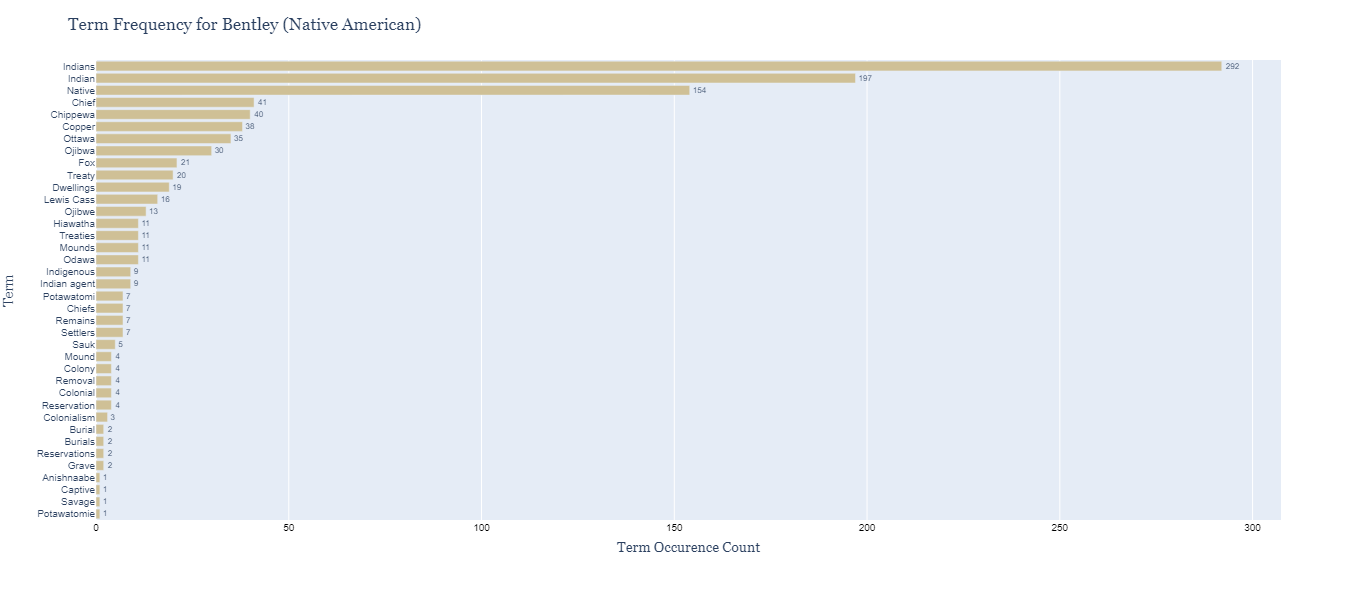 Term Frequency for Bentley (Native American)
Indians 292
Indian 197
Native 154
Chief 41
Chippewa 40
Copper 38
Ottawa 35
Ojibwa 30
Fox 21
Treaty 20
Dwellings 19
Lewis Cass 16
Ojibwe 13
Hiawatha 11
Treaties 11
Mounds 11
Odawa 11
Indigenous 9
Indian agent 9
Potawatomi 7
Chiefs 7
Remains 7
Settlers 7
Sauk 5
Mound 4
Colony 4
Removal 4
Colonial 4
Reservation 4
Colonialism 3
Burial 2
Burials 2
Reservations 2
Grave 2
Anishnaabe 1
Captive 1
Savage 1
Potawatomie 1
0 50 100 150 200 250 300
Term Occurence Count
Term